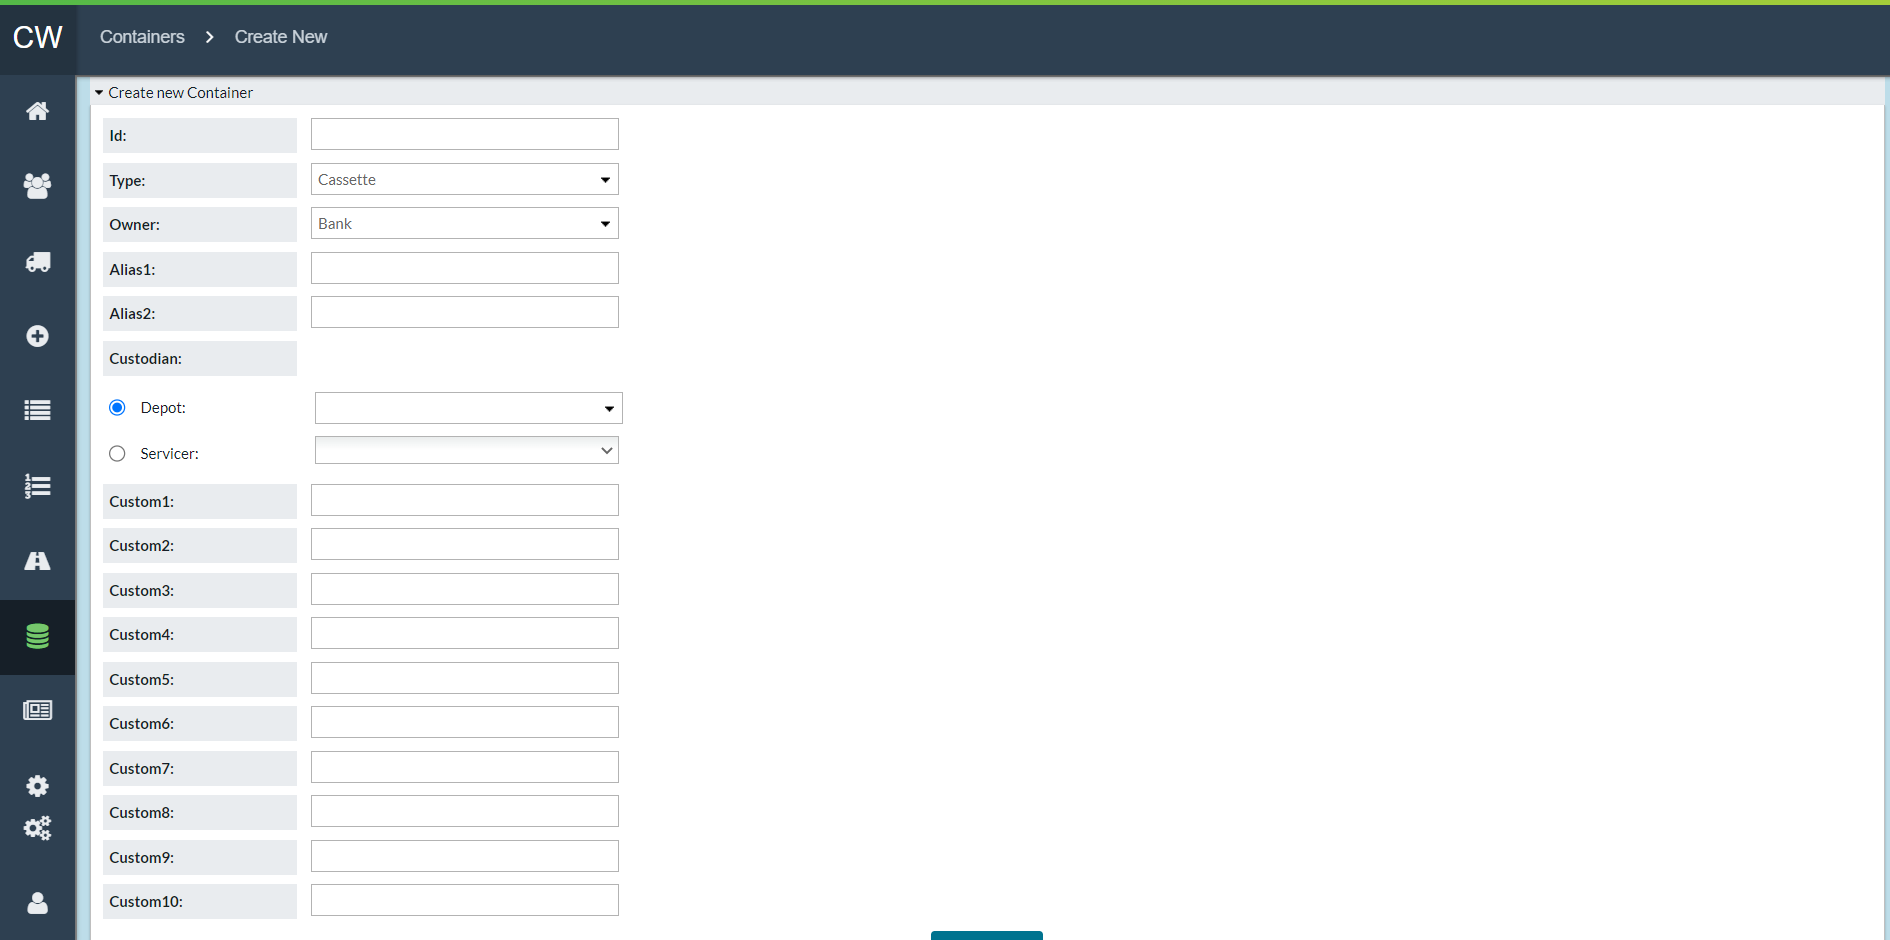 CW
Containers > Create New
Create new Container
Id:
Type: Cassette
Owner: Bank
Alias1:
Alias2:
Custodian:
Depot:
Servicer:
Custom1:
Custom2:
Custom3:
Custom4:
Custom5:
Custom6:
Custom7:
Custom8:
Custom9:
Custom10: